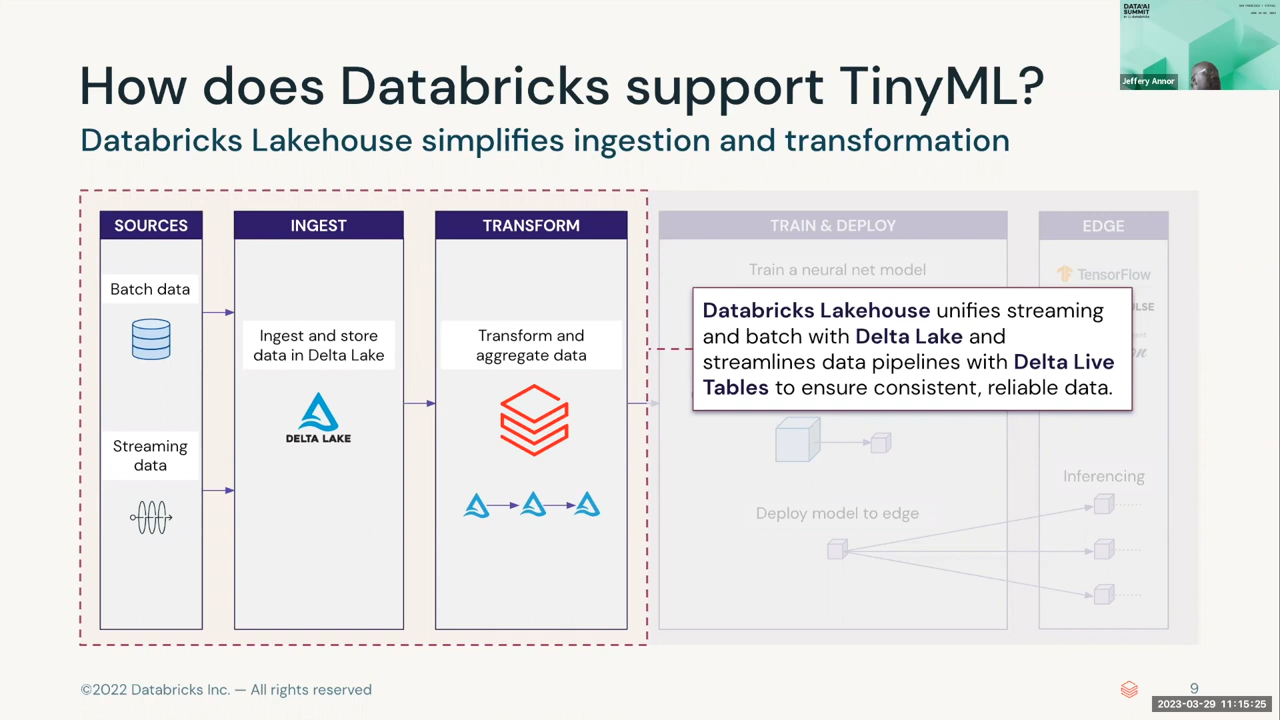 DATA+AI
SUMMIT
Jeffery Annor
How does Databricks support TinyML?
Databricks Lakehouse simplifies ingestion and transformation
SOURCES
INGEST
TRANSFORM
TRAIN & DEPLOY
EDGE
Batch data
Streaming
data
Ingest and store
data in Delta Lake
DELTA LAKE
Transform and
aggregate data
Train a neural net model
Databricks Lakehouse unifies streaming
and batch with Delta Lake and
streamlines data pipelines with Delta Live
Tables to ensure consistent, reliable data.
Deploy model to edge
TensorFlow
Inferencing
©2022 Databricks Inc. — All rights reserved
9
2023-03-29 11:15:25